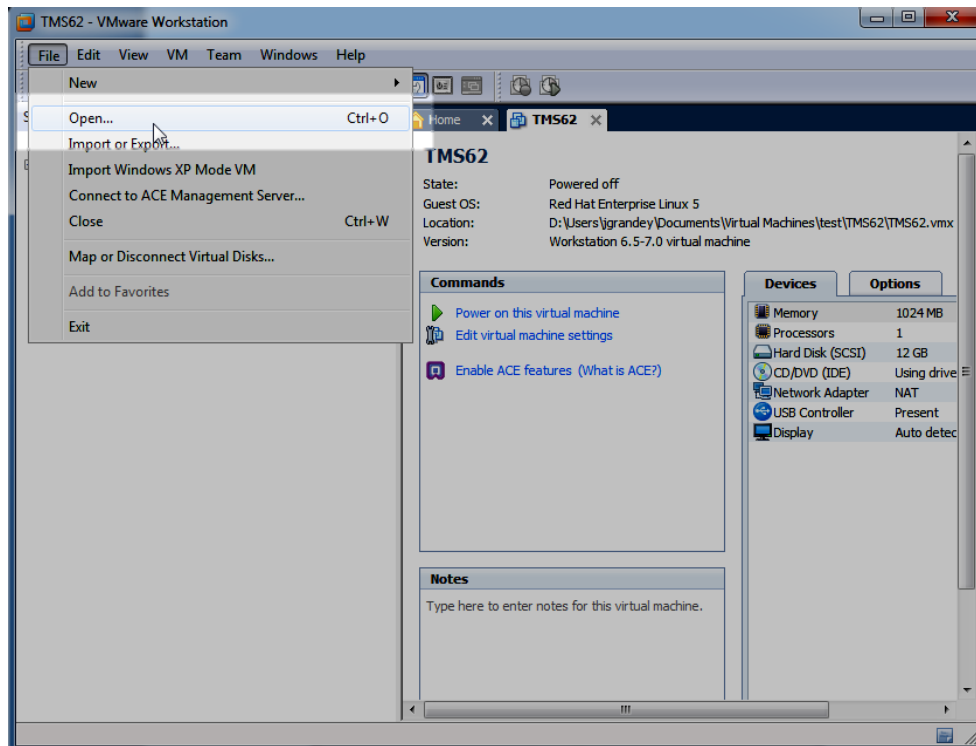 TMS62 - VMware Workstation
File Edit View VM Team Windows Help
New
Open... Ctrl+O
Import or Export...
Import Windows XP Mode VM
Connect to ACE Management Server...
Close Ctrl+W
Map or Disconnect Virtual Disks...
Add to Favorites
Exit
Home TMS62
TMS62
State: Powered off
Guest OS: Red Hat Enterprise Linux 5
Location: D:\Users\jgrandey\Documents\Virtual Machines\test\TMS62\TMS62.vmx
Version: Workstation 6.5-7.0 virtual machine
Commands
Power on this virtual machine
Edit virtual machine settings
Enable ACE features (What is ACE?)
Devices Options
Memory 1024 MB
Processors 1
Hard Disk (SCSI) 12 GB
CD/DVD (IDE) Using drive
Network Adapter NAT
USB Controller Present
Display Auto detec
Notes
Type here to enter notes for this virtual machine.